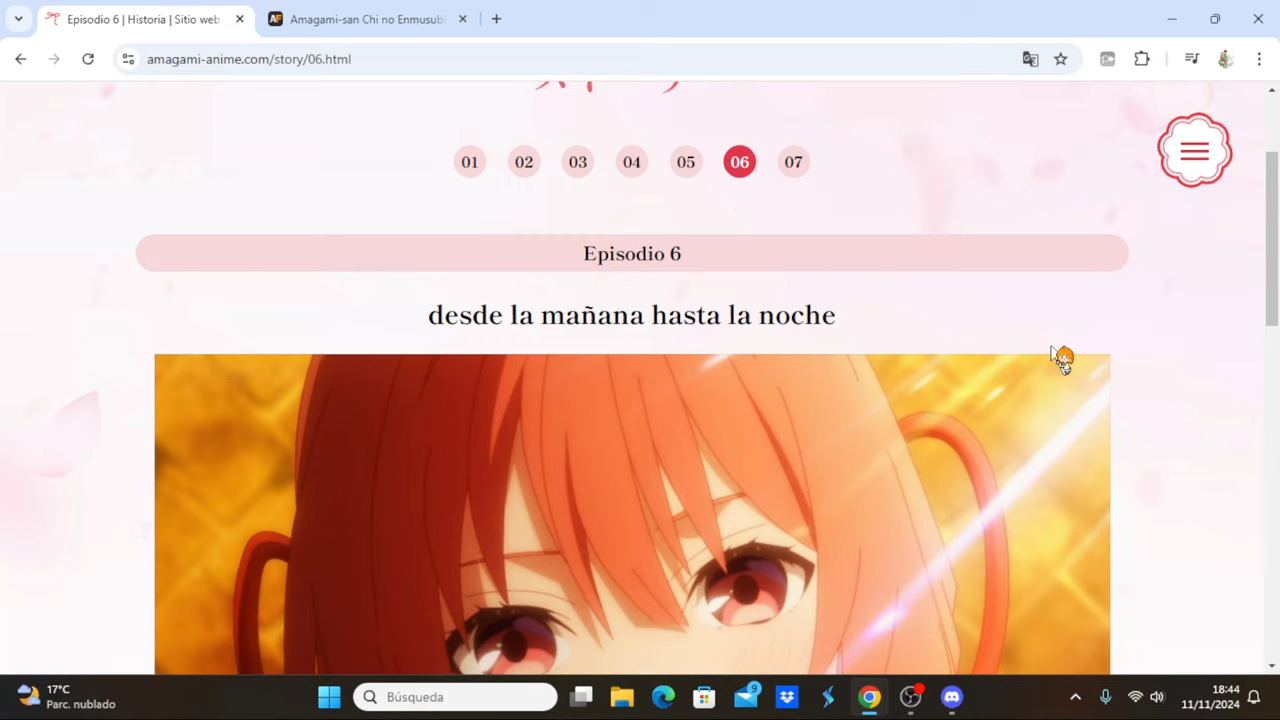 Episodio 6 | Historia | Sitio web
Amagami-san Chi no Enmusub
amagami-anime.com/story/06.html
01 02 03 04 05 06 07
Episodio 6
desde la mañana hasta la noche
17°C
Parc. nublado
Búsqueda
9
18:44
11/11/2024